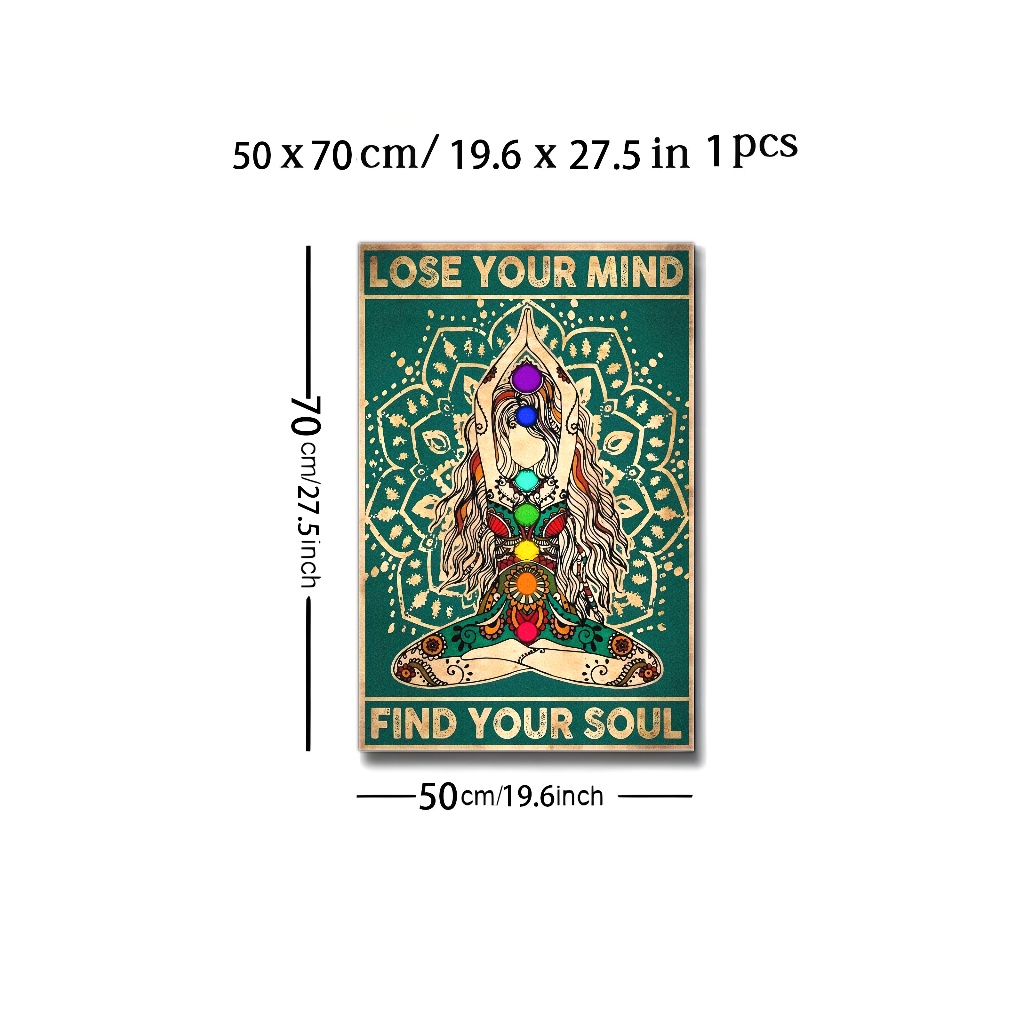 50 x 70 cm/ 19.6 x 27.5 in 1 pcs
LOSE YOUR MIND
70cm/27.5inch
FIND YOUR SOUL
50cm/19.6inch